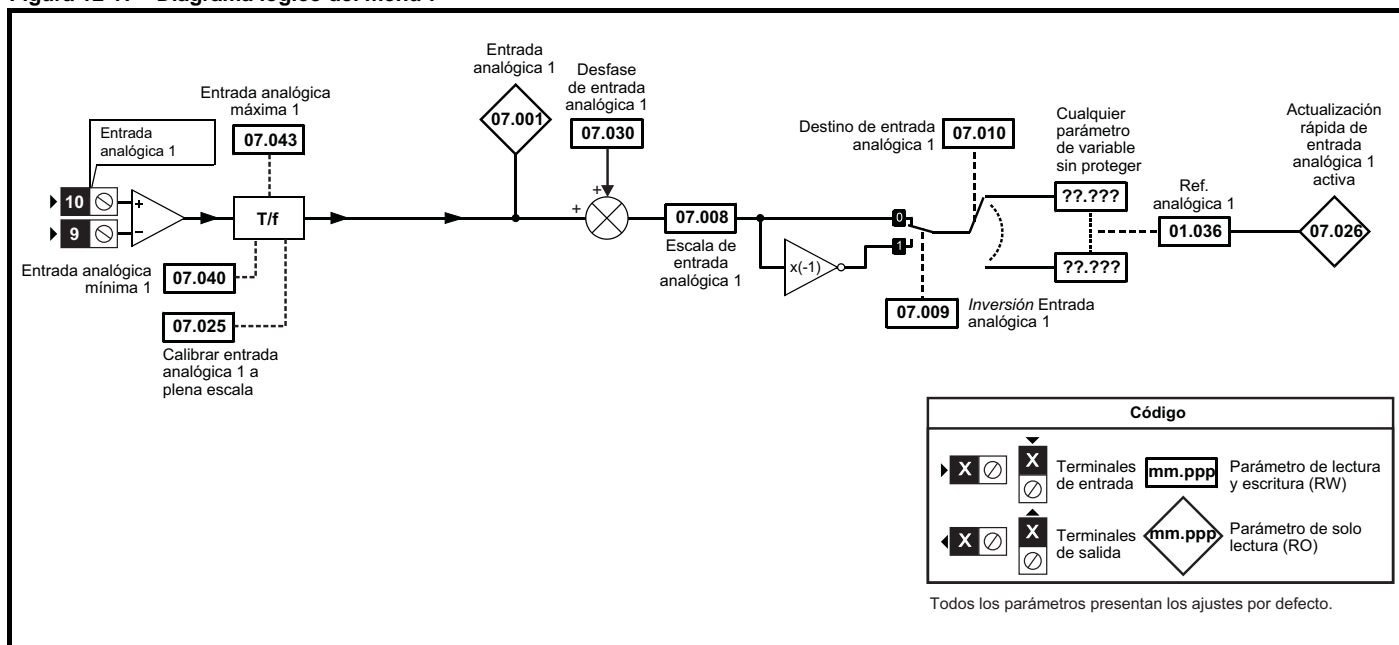 Figura 12-17 Diagrama lógico del menú 7
Entrada
analógica 1
10
9
+
−
Entrada analógica
máxima 1
07.043
T/f
Entrada analógica
mínima 1
07.040
07.025
Calibrar entrada
analógica 1 a
plena escala
Entrada
analógica 1
07.001
Desfase
de entrada
analógica 1
07.030
+
+
07.008
Escala de
entrada
analógica 1
x(-1)
0
1
07.009
Inversión Entrada
analógica 1
Destino de entrada
analógica 1
07.010
Cualquier
parámetro
de variable
sin proteger
??.???
??.???
Ref.
analógica 1
01.036
Actualización
rápida de
entrada
analógica 1
activa
07.026
Código
X
X
Terminales
de entrada
mm.ppp
Parámetro de lectura
y escritura (RW)
X
X
Terminales
de salida
mm.ppp
Parámetro de solo
lectura (RO)
Todos los parámetros presentan los ajustes por defecto.